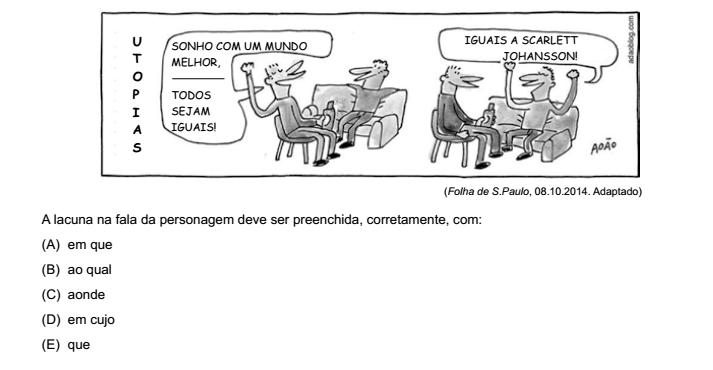 UTOPIAS
SONHO COM UM MUNDO
MELHOR,
________
TODOS
SEJAM
IGUAIS!
IGUAIS A SCARLETT
JOHANSSON!
adaoblog.com
ADÃO
(Folha de S.Paulo, 08.10.2014. Adaptado)
A lacuna na fala da personagem deve ser preenchida, corretamente, com:
(A) em que
(B) ao qual
(C) aonde
(D) em cujo
(E) que